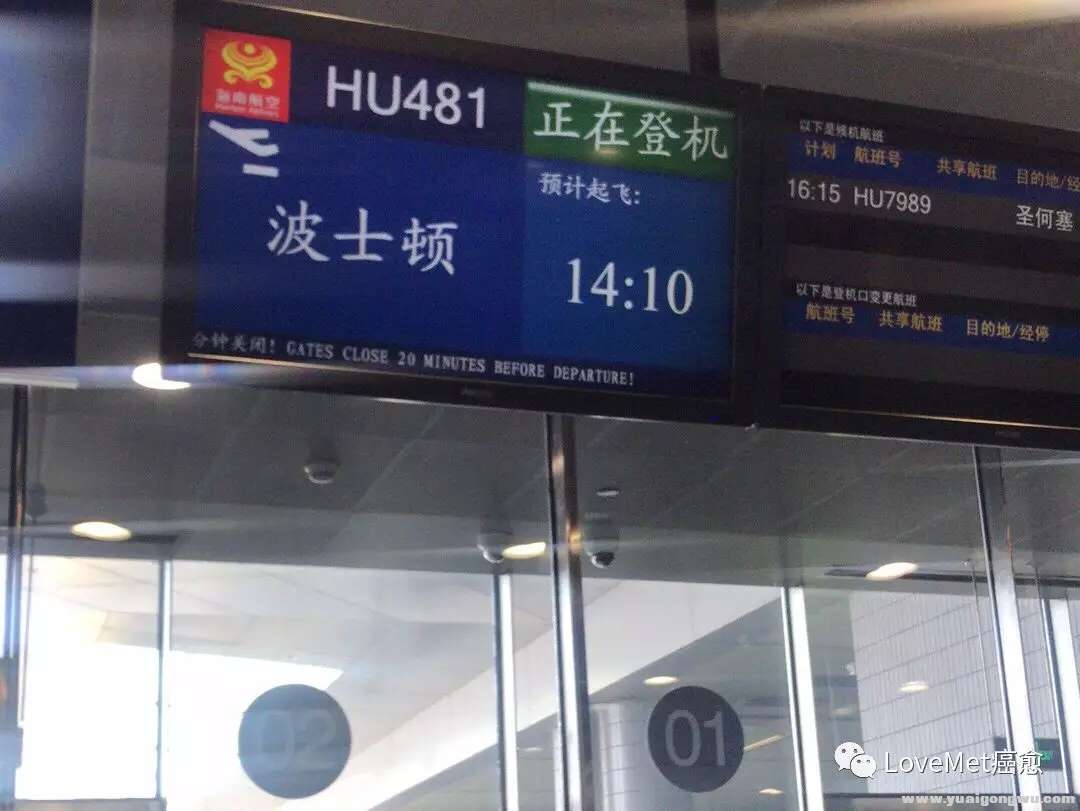 海南航空
Hainan Airlines
HU481
正在登机
波士顿
预计起飞:
14:10
分钟关闭! GATES CLOSE 20 MINUTES BEFORE DEPARTURE!
以下是候机航班
计划 航班号 共享航班 目的地/经
16:15 HU7989 圣何塞
以下是登机口变更航班
航班号 共享航班 目的地/经停
02
01
LoveMet癌愈
www.yuaigongwu.com